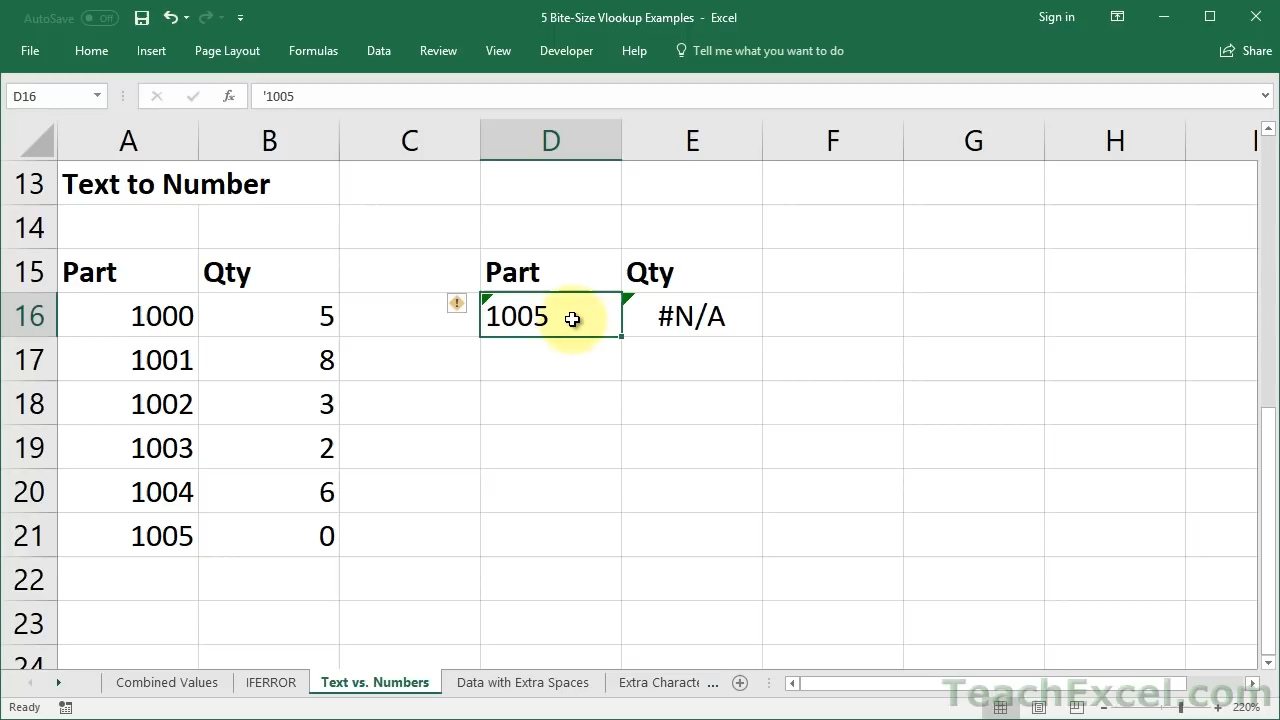 AutoSave Off
5 Bite-Size Vlookup Examples - Excel
Sign in
File Home Insert Page Layout Formulas Data Review View Developer Help Tell me what you want to do Share
D16 fx '1005
A B C D E F G H
13 Text to Number
14
15 Part Qty Part Qty
16 1000 5 1005 #N/A
17 1001 8
18 1002 3
19 1003 2
20 1004 6
21 1005 0
22
23
24
Combined Values IFERROR Text vs. Numbers Data with Extra Spaces Extra Characte ...
TeachExcel.com
Ready 220%